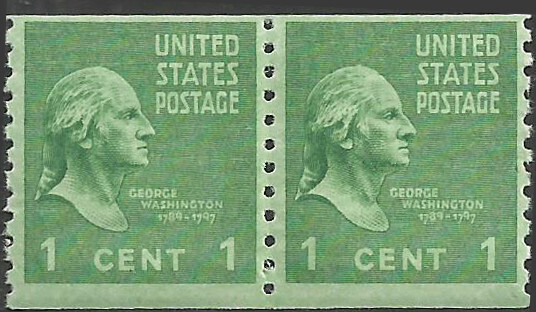 UNITED
STATES
POSTAGE
GEORGE
WASHINGTON
1789-1797
1 CENT 1
UNITED
STATES
POSTAGE
GEORGE
WASHINGTON
1789-1797
1 CENT 1